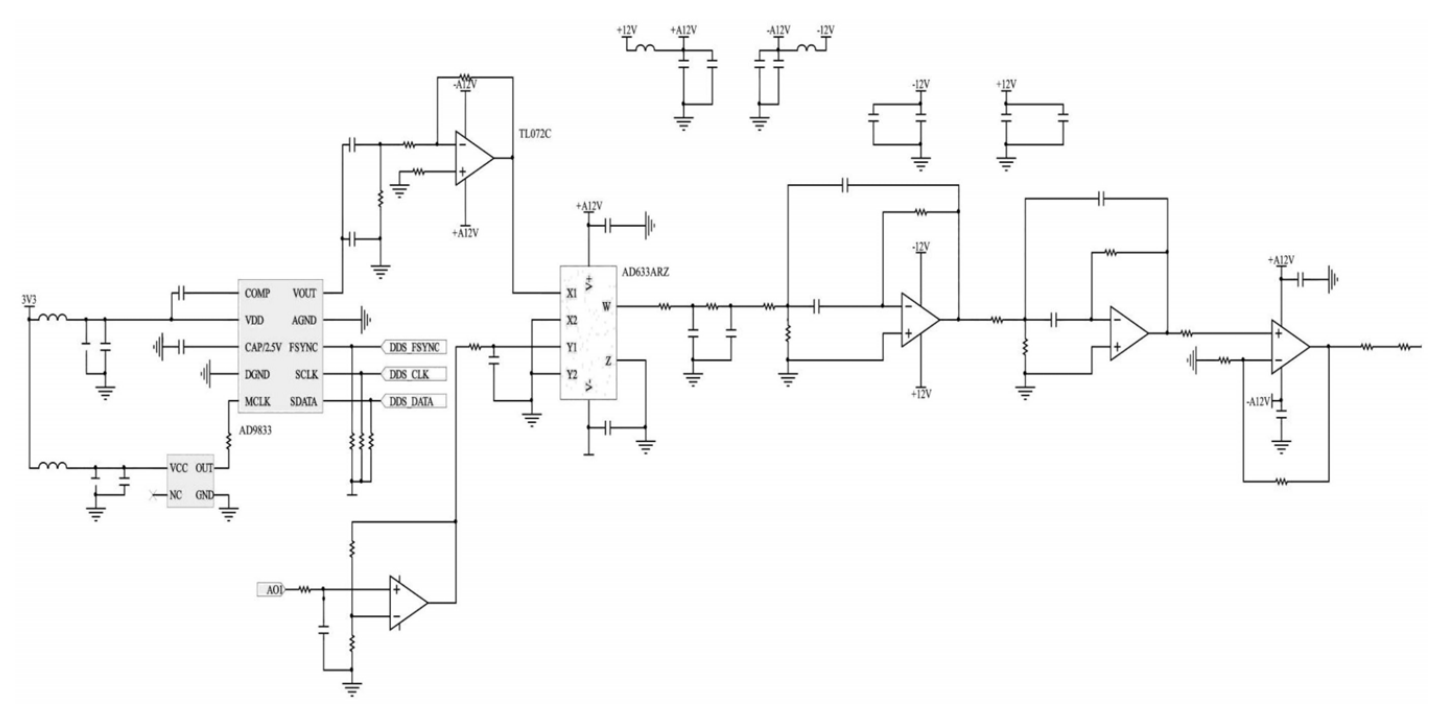 +12V
+A12V
-A12V
-12V
-12V
+12V
-A12V
-
+
TL072C
+A12V
+A12V
AD633ARZ
V+
X1
X2
Y1
Y2
W
Z
V-
3V3
COMP
VOUT
VDD
AGND
CAP/2.5V
FSYNC
DGND
SCLK
MCLK
SDATA
AD9833
DDS_FSYNC
DDS_CLK
DDS_DATA
VCC
OUT
NC
GND
AO1
+
-
-12V
-
+
+12V
-
+
+A12V
+
-
-A12V